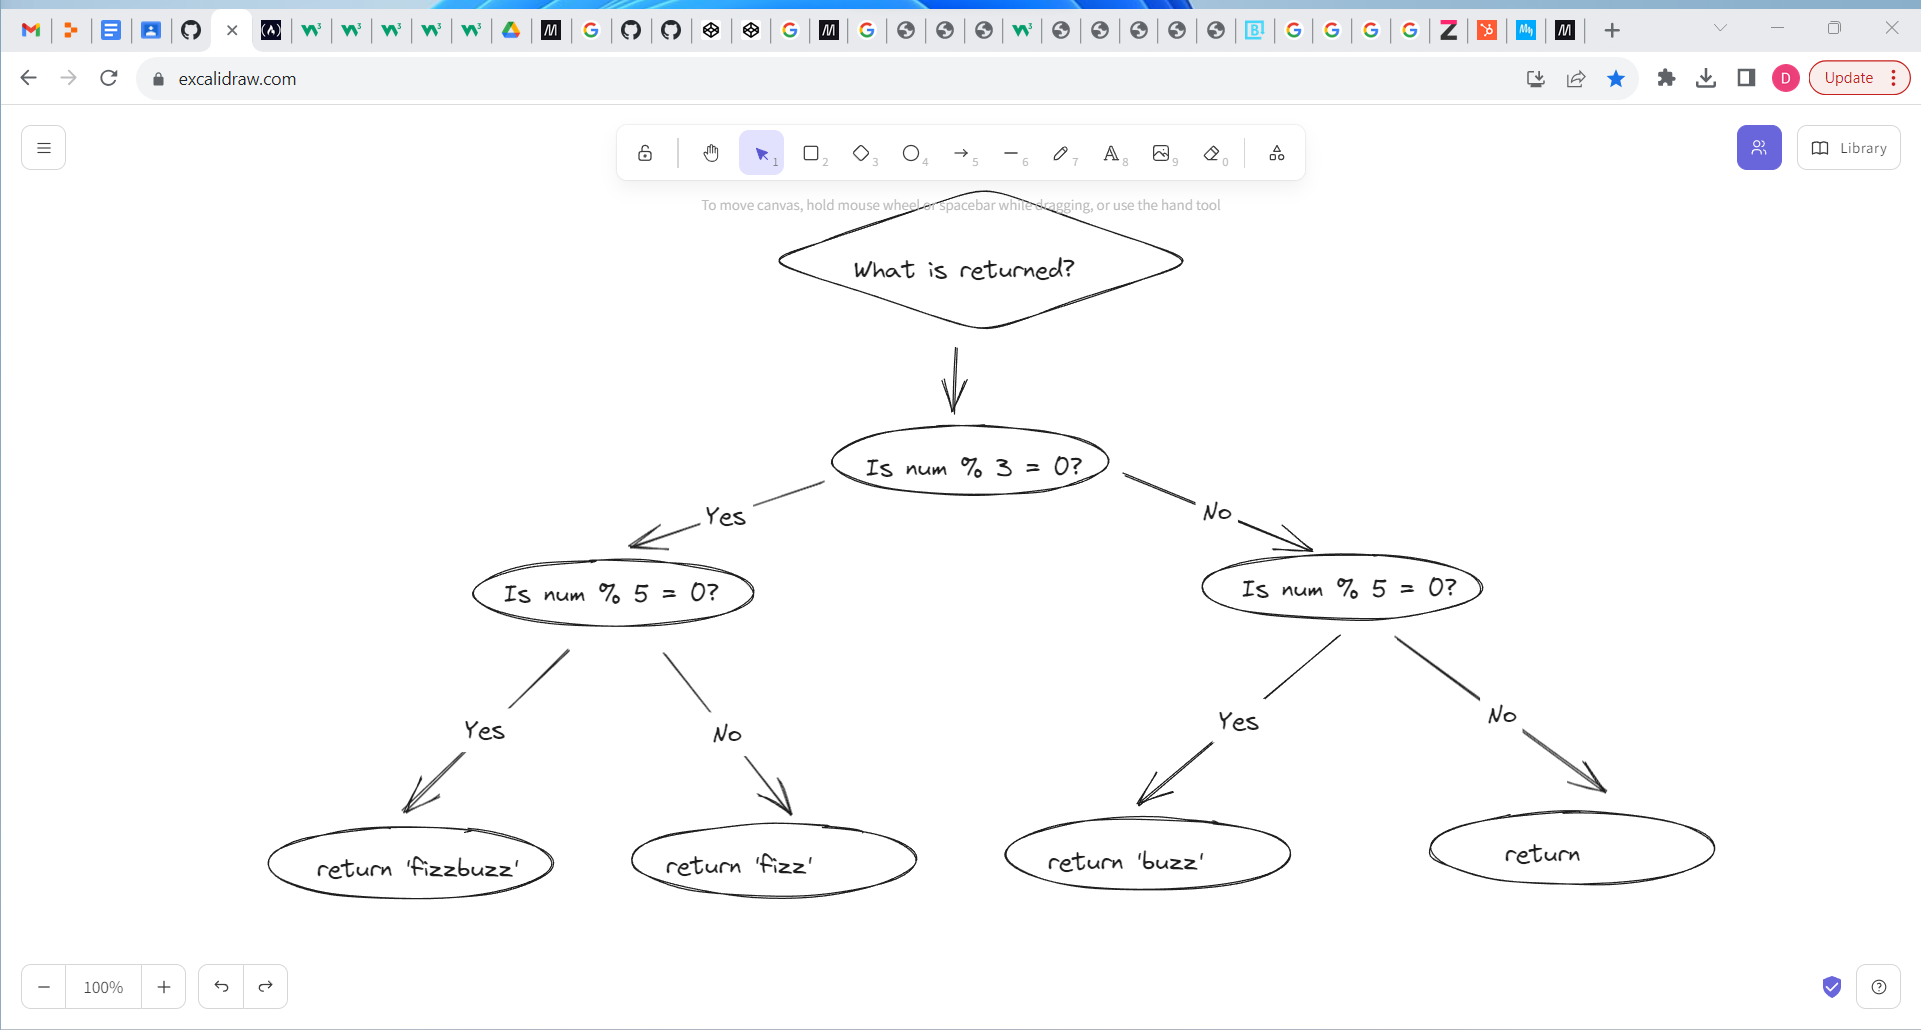 excalidraw.com
Update
D
1
2
3
4
5
6
7
8
9
0
Library
To move canvas, hold mouse wheel or spacebar while dragging, or use the hand tool
What is returned?
Is num % 3 = 0?
Yes
No
Is num % 5 = 0?
Is num % 5 = 0?
Yes
No
Yes
No
return 'fizzbuzz'
return 'fizz'
return 'buzz'
return
100%